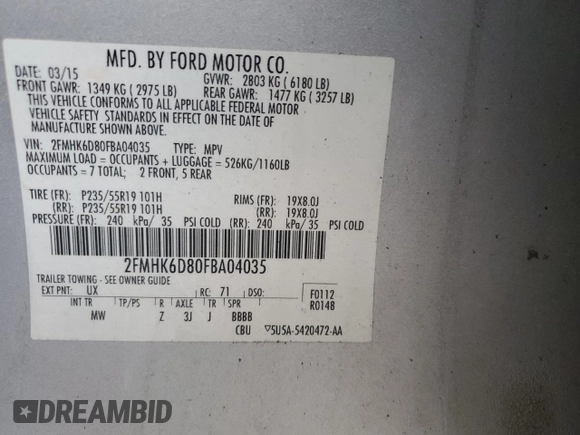 MFD. BY FORD MOTOR CO.
DATE: 03/15 GVWR: 2803 KG ( 6180 LB)
FRONT GAWR: 1349 KG ( 2975 LB) REAR GAWR: 1477 KG ( 3257 LB)
THIS VEHICLE CONFORMS TO ALL APPLICABLE FEDERAL MOTOR
VEHICLE SAFETY STANDARDS IN EFFECT ON THE DATE OF
MANUFACTURE SHOWN ABOVE.
VIN: 2FMHK6D80FBA04035 TYPE: MPV
MAXIMUM LOAD = OCCUPANTS + LUGGAGE = 526KG/1160LB
OCCUPANTS = 7 TOTAL; 2 FRONT, 5 REAR
TIRE (FR): P235/55R19 101H RIMS (FR): 19X8.0J
(RR): P235/55R19 101H (RR): 19X8.0J
PRESSURE (FR): 240 kPa/ 35 PSI COLD (RR): 240 kPa/ 35 PSI COLD
2FMHK6D80FBA04035
TRAILER TOWING - SEE OWNER GUIDE
EXT PNT: UX RC: 71 DSO: F0112
INT TR TP/PS R AXLE TR SPR R0148
MW Z 3J J BBBB
CBU ▽5U5A-5420472-AA
DREAMBID